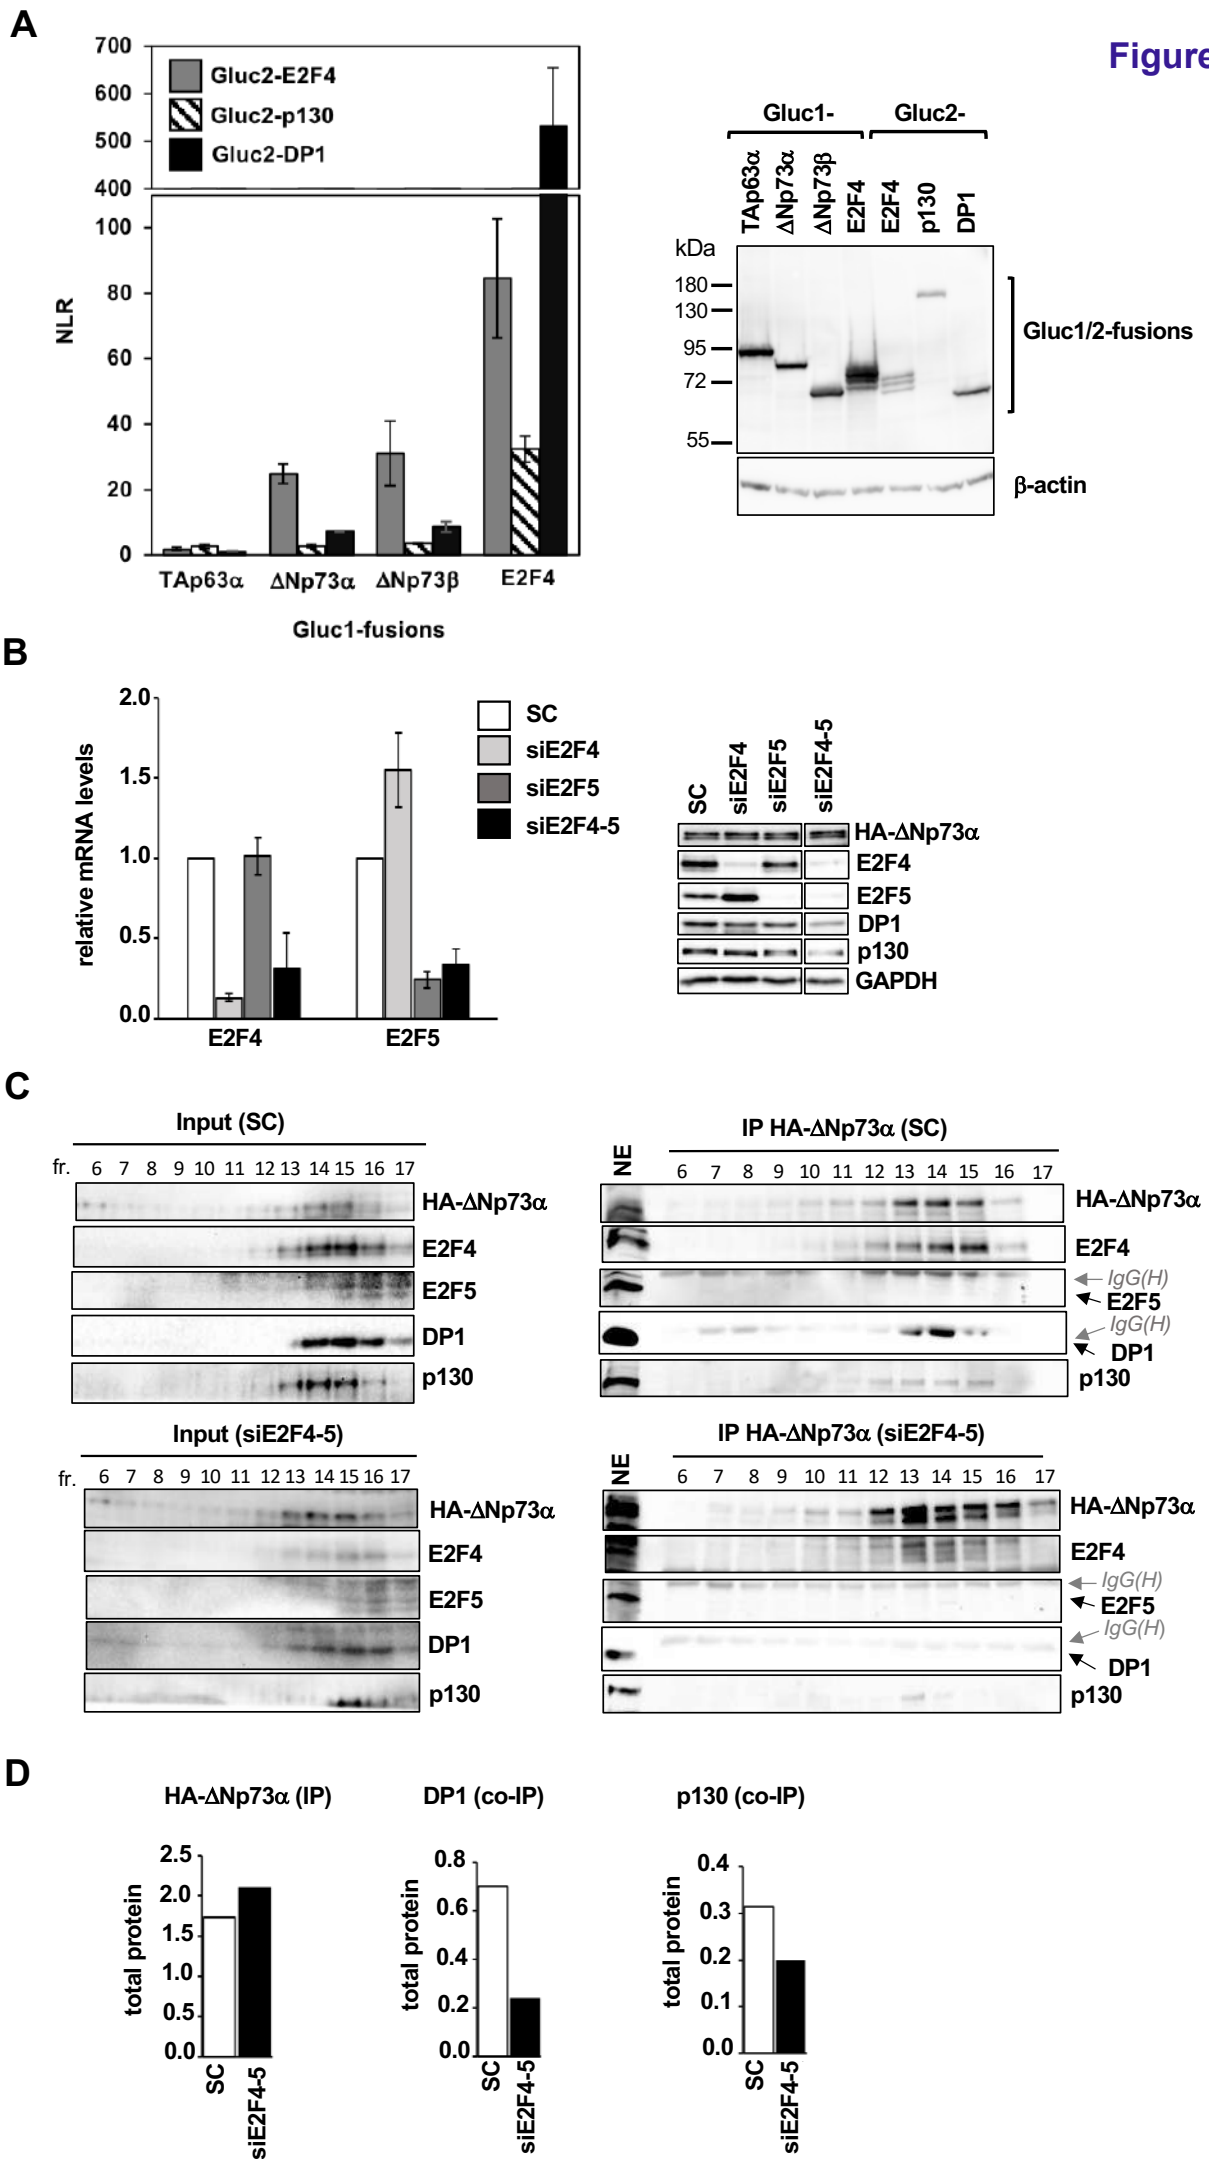 A
Figure
700
600
500
400
100
80
60
40
20
0
NLR
Gluc2-E2F4
Gluc2-p130
Gluc2-DP1
TAp63α ΔNp73α ΔNp73β E2F4
Gluc1-fusions
Gluc1- Gluc2-
TAp63α ΔNp73α ΔNp73β E2F4 E2F4 p130 DP1
kDa
180
130
95
72
55
Gluc1/2-fusions
β-actin
B
2.0
1.5
1.0
0.5
0.0
relative mRNA levels
SC
siE2F4
siE2F5
siE2F4-5
E2F4 E2F5
SC siE2F4 siE2F5 siE2F4-5
HA-ΔNp73α
E2F4
E2F5
DP1
p130
GAPDH
C
Input (SC)
fr. 6 7 8 9 10 11 12 13 14 15 16 17
HA-ΔNp73α
E2F4
E2F5
DP1
p130
IP HA-ΔNp73α (SC)
NE 6 7 8 9 10 11 12 13 14 15 16 17
HA-ΔNp73α
E2F4
IgG(H)
E2F5
IgG(H)
DP1
p130
Input (siE2F4-5)
fr. 6 7 8 9 10 11 12 13 14 15 16 17
HA-ΔNp73α
E2F4
E2F5
DP1
p130
IP HA-ΔNp73α (siE2F4-5)
NE 6 7 8 9 10 11 12 13 14 15 16 17
HA-ΔNp73α
E2F4
IgG(H)
E2F5
IgG(H)
DP1
p130
D
HA-ΔNp73α (IP)
2.5
2.0
1.5
1.0
0.5
0.0
total protein
SC siE2F4-5
DP1 (co-IP)
0.8
0.6
0.4
0.2
0.0
total protein
SC siE2F4-5
p130 (co-IP)
0.4
0.3
0.2
0.1
0.0
total protein
SC siE2F4-5